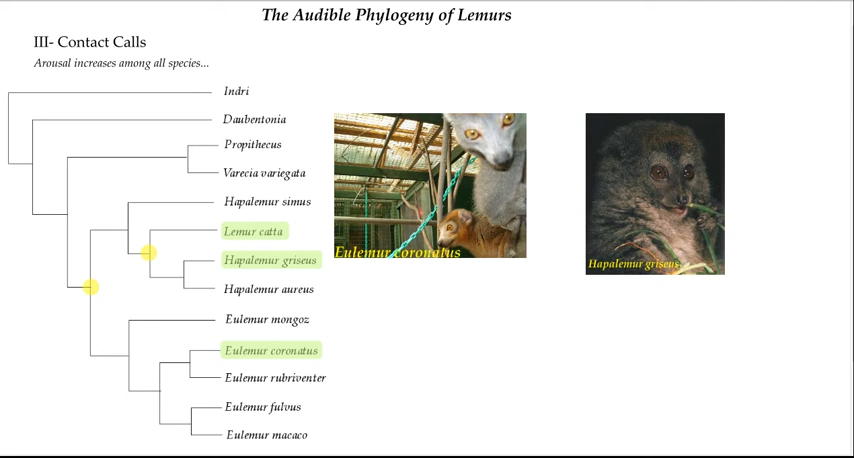 The Audible Phylogeny of Lemurs
III- Contact Calls
Arousal increases among all species...
Indri
Daubentonia
Propithecus
Varecia variegata
Hapalemur simus
Lemur catta
Hapalemur griseus
Hapalemur aureus
Eulemur mongoz
Eulemur coronatus
Eulemur rubriventer
Eulemur fulvus
Eulemur macaco
Eulemur coronatus
Hapalemur griseus